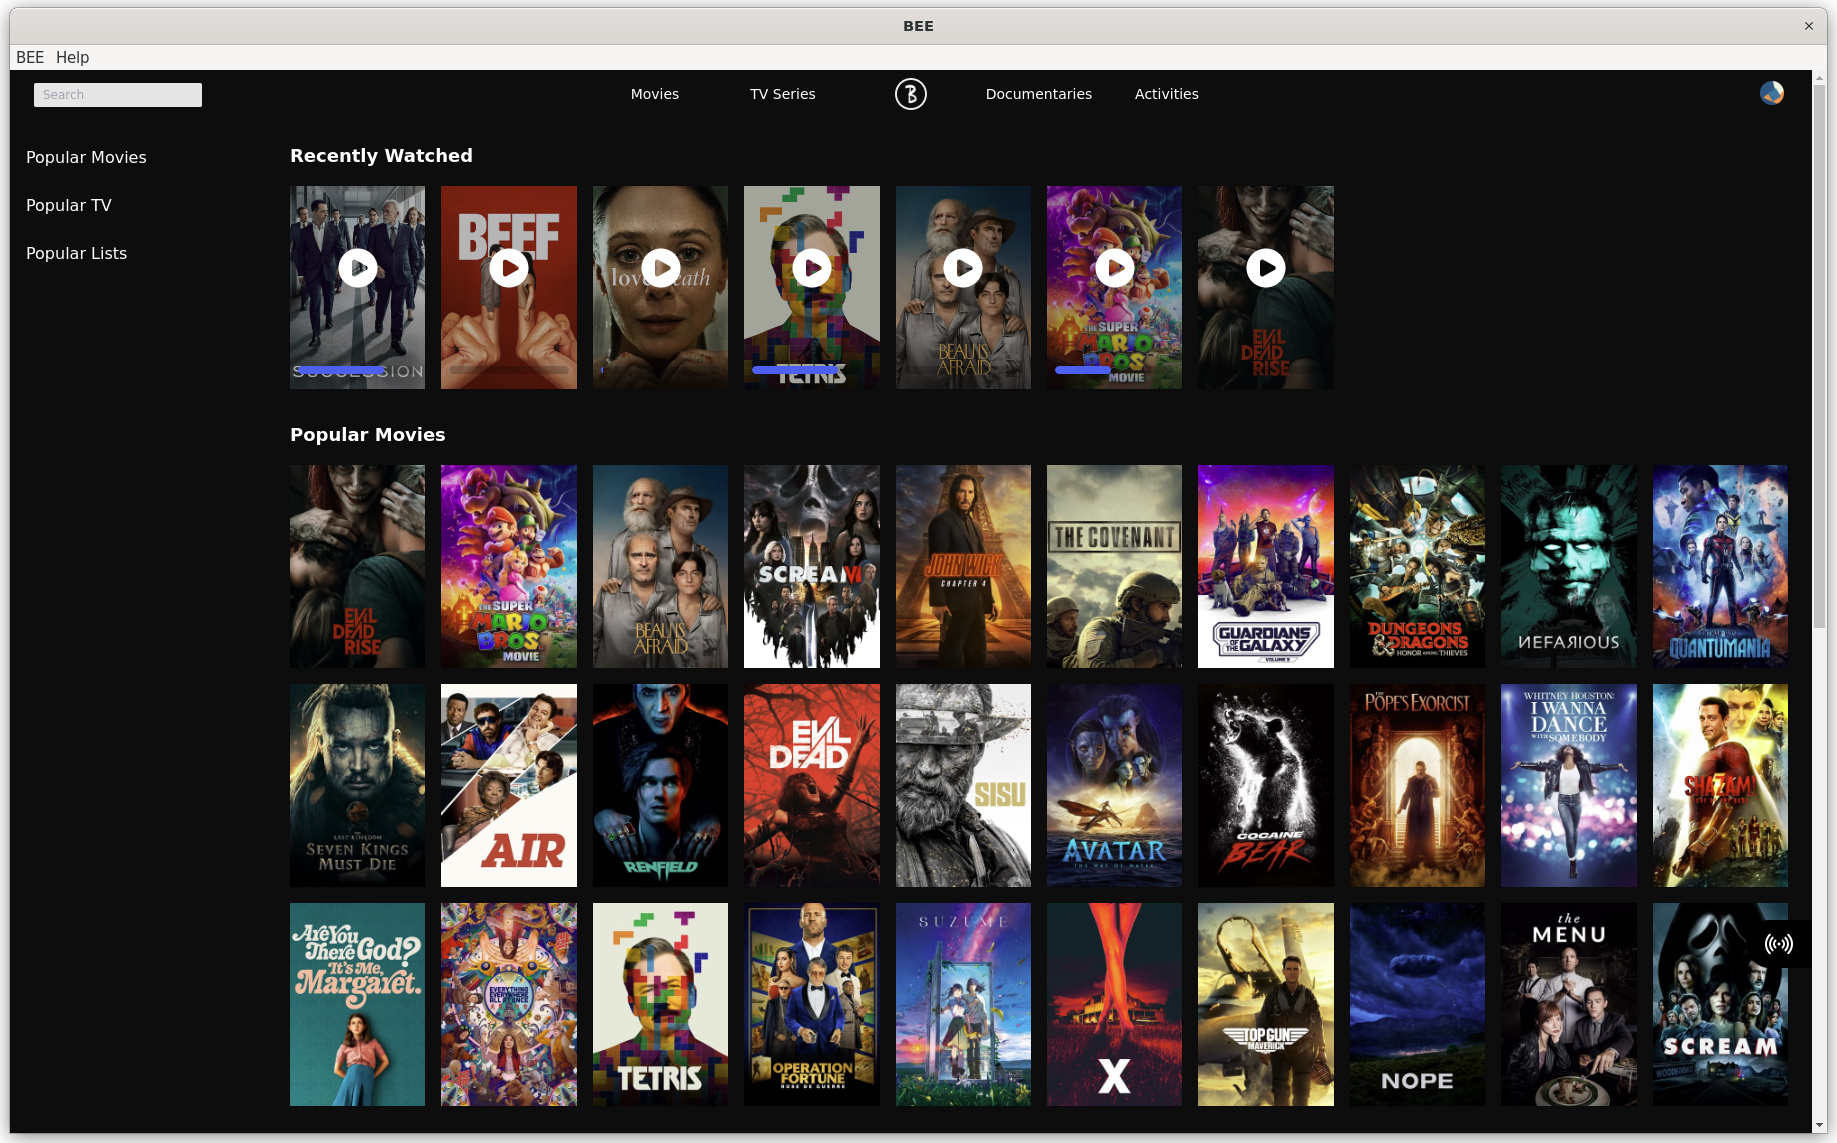 BEE
BEE Help
Search
Movies
TV Series
B
Documentaries
Activities
Popular Movies
Popular TV
Popular Lists
Recently Watched
SUCCESSION
BEEF
love
eath
TETRIS
BEAU IS
AFRAID
THE SUPER
MARIO
BROS.
MOVIE
EVIL
DEAD
RISE
Popular Movies
EVIL
DEAD
RISE
THE SUPER
MARIO
BROS.
MOVIE
BEAU IS
AFRAID
SCREAM VI
JOHN WICK
CHAPTER 4
THE COVENANT
GUARDIANS
OF THE GALAXY
VOLUME 3
DUNGEONS
& DRAGONS
HONOR AMONG THIEVES
NEFARIOUS
QUANTUMANIA
THE
LAST KINGDOM
SEVEN KINGS
MUST DIE
AIR
RENFIELD
EVIL
DEAD
SISU
AVATAR
THE WAY OF WATER
COCAINE
BEAR
THE
POPE'S EXORCIST
WHITNEY HOUSTON:
I WANNA
DANCE
WITH SOMEBODY
SHAZAM!
Are You
There God?
It's Me,
Margaret.
EVERYTHING
EVERYWHERE
ALL AT ONCE
TETRIS
OPERATION
FORTUNE
RUSE DE GUERRE
SUZUME
X
TOP GUN
MAVERICK
NOPE
the
MENU
SCREAM
WOODSBORO